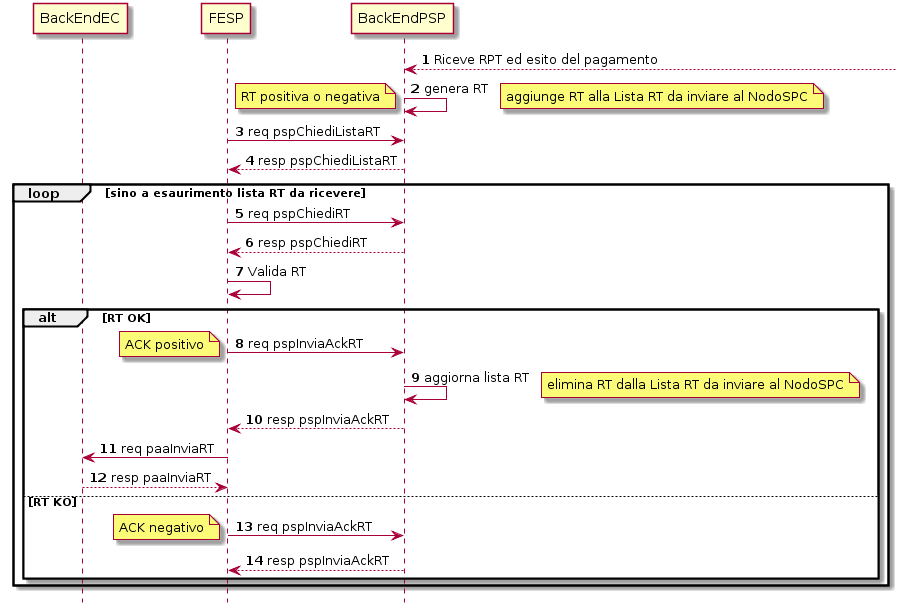 BackEndEC
FESP
BackEndPSP
1 Riceve RPT ed esito del pagamento
RT positiva o negativa
2 genera RT
aggiunge RT alla Lista RT da inviare al NodoSPC
3 req pspChiediListaRT
4 resp pspChiediListaRT
loop [sino a esaurimento lista RT da ricevere]
5 req pspChiediRT
6 resp pspChiediRT
7 Valida RT
alt [RT OK]
ACK positivo
8 req pspInviaAckRT
9 aggiorna lista RT
elimina RT dalla Lista RT da inviare al NodoSPC
10 resp pspInviaAckRT
11 req paaInviaRT
12 resp paaInviaRT
[RT KO]
ACK negativo
13 req pspInviaAckRT
14 resp pspInviaAckRT